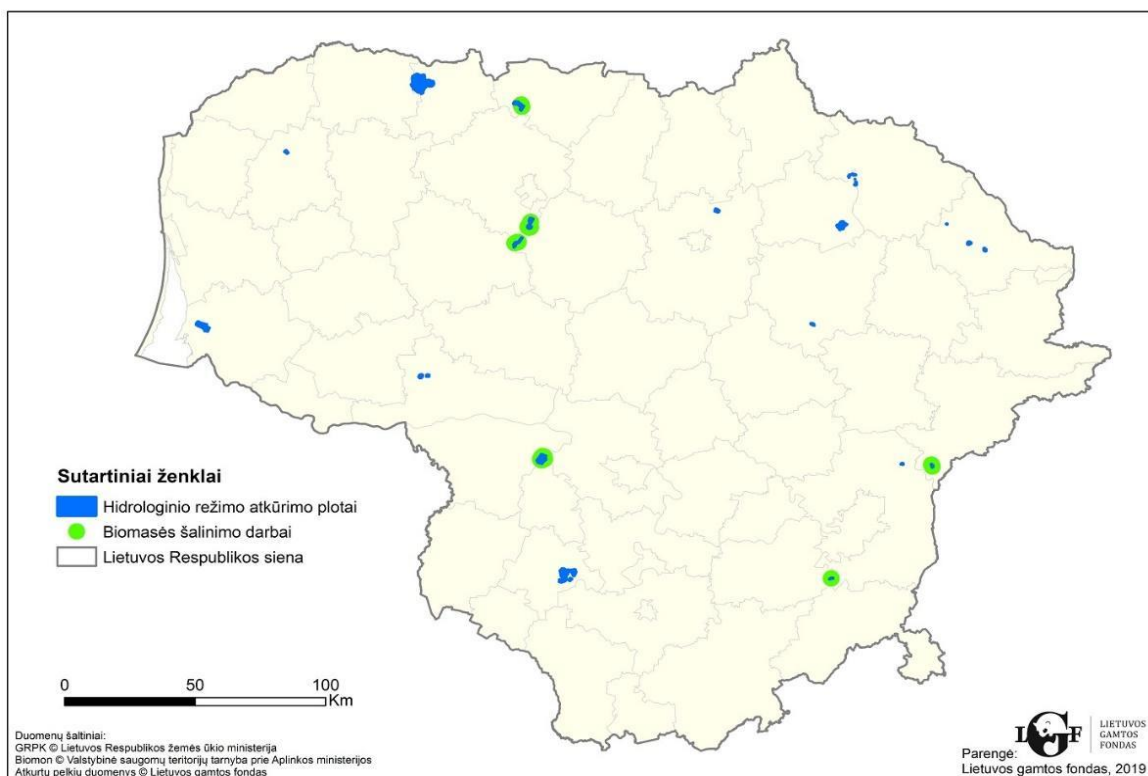 Sutartiniai ženklai
Hidrologinio režimo atkūrimo plotai
Biomasės šalinimo darbai
Lietuvos Respublikos siena
0 50 100
Km
Duomenų šaltiniai:
GRPK © Lietuvos Respublikos žemės ūkio ministerija
Biomon © Valstybinė saugomų teritorijų tarnyba prie Aplinkos ministerijos
Atkurtų pelkių duomenys © Lietuvos gamtos fondas
LGF
LIETUVOS
GAMTOS
FONDAS
Parengė:
Lietuvos gamtos fondas, 2019